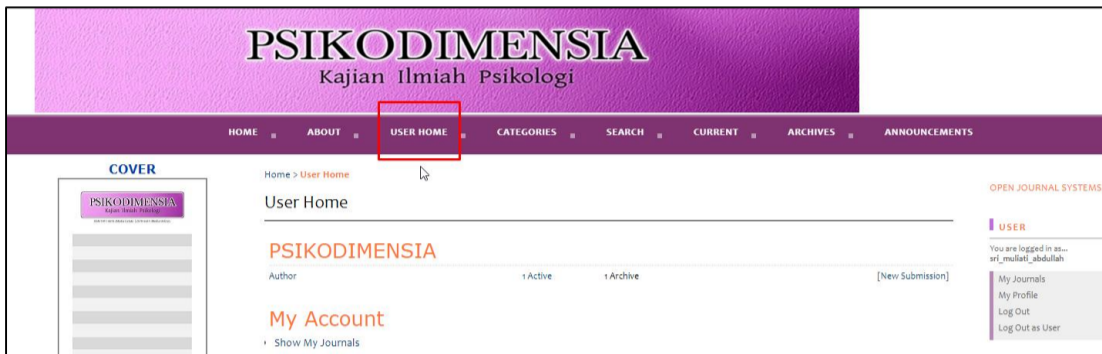 PSIKODIMENSIA
Kajian Ilmiah Psikologi
HOME ABOUT USER HOME CATEGORIES SEARCH CURRENT ARCHIVES ANNOUNCEMENTS
COVER
PSIKODIMENSIA
Kajian Ilmiah Psikologi
Home > User Home
User Home
PSIKODIMENSIA
Author 1 Active 1 Archive [New Submission]
My Account
Show My Journals
OPEN JOURNAL SYSTEMS
USER
You are logged in as...
sri_muliati_abdullah
My Journals
My Profile
Log Out
Log Out as User